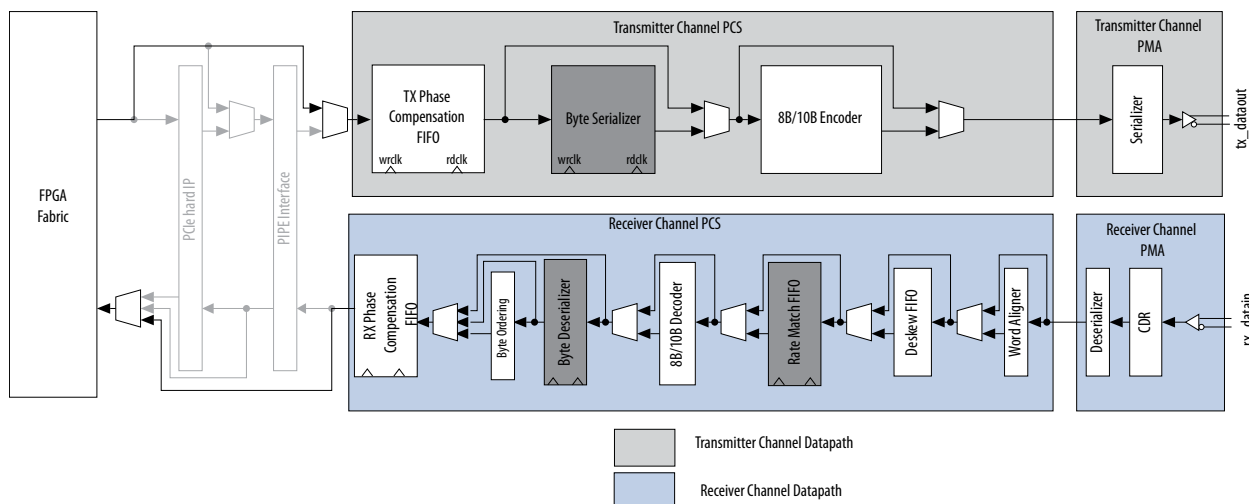 Transmitter Channel PCS
Transmitter Channel
PMA
TX Phase
Compensation
FIFO
wrclk
rdclk
Byte Serializer
wrclk
rdclk
8B/10B Encoder
Serializer
tx_dataout
FPGA
Fabric
PCIe hard IP
PIPE Interface
Receiver Channel PCS
Receiver Channel
PMA
RX Phase
Compensation
FIFO
Byte Ordering
Byte Deserializer
8B/10B Decoder
Rate Match FIFO
Deskew FIFO
Word Aligner
Deserializer
CDR
rx_datain
Transmitter Channel Datapath
Receiver Channel Datapath